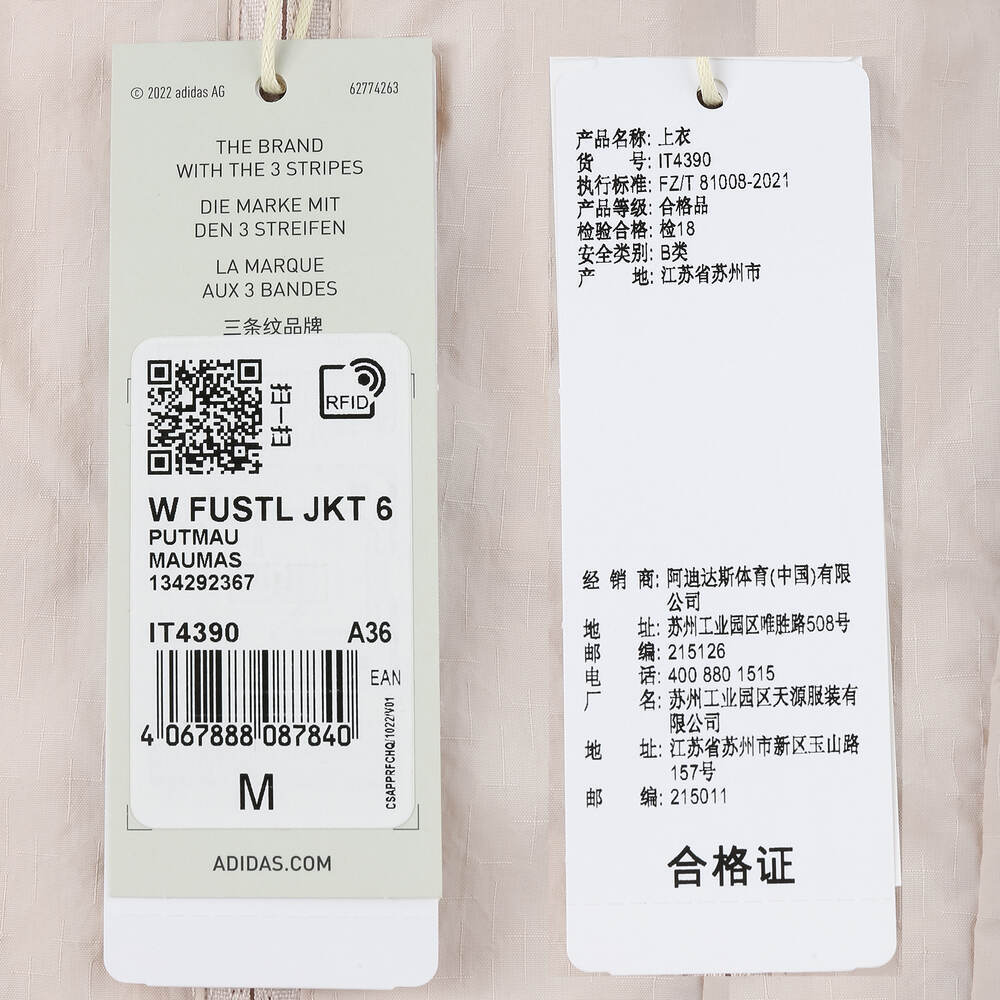 © 2022 adidas AG
62774263
THE BRAND
WITH THE 3 STRIPES
DIE MARKE MIT
DEN 3 STREIFEN
LA MARQUE
AUX 3 BANDES
三条纹品牌
扫一扫
RFID
W FUSTL JKT 6
PUTMAU
MAUMAS
134292367
IT4390 A36
EAN
4 067888 087840
CSAPPRFCHQ/1022/V01
M
ADIDAS.COM
产品名称: 上衣
货 号: IT4390
执行标准: FZ/T 81008-2021
产品等级: 合格品
检验合格: 检18
安全类别: B类
产 地: 江苏省苏州市
经 销 商: 阿迪达斯体育(中国)有限
公司
地 址: 苏州工业园区唯胜路508号
邮 编: 215126
电 话: 400 880 1515
厂 名: 苏州工业园区天源服装有
限公司
地 址: 江苏省苏州市新区玉山路
157号
邮 编: 215011
合格证